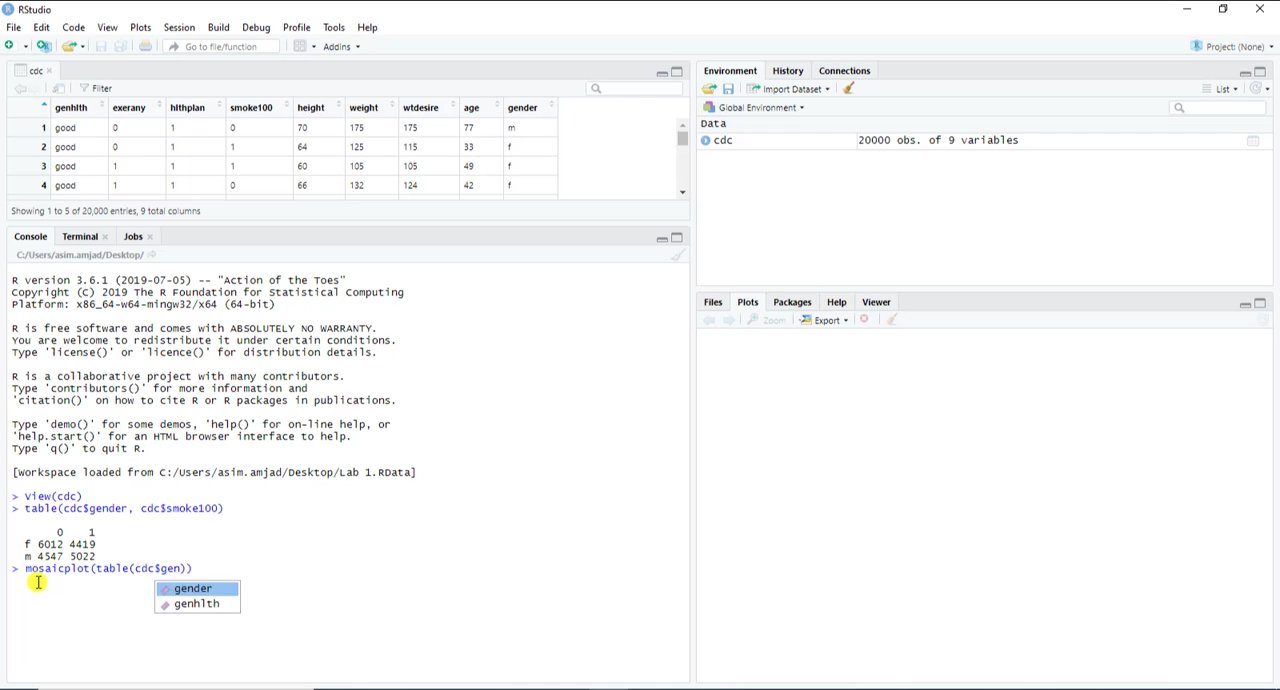 RStudio
File Edit Code View Plots Session Build Debug Profile Tools Help
Go to file/function Addins Project: (None)
cdc
Filter
genhlth exerany hlthplan smoke100 height weight wtdesire age gender
1 good 0 1 0 70 175 175 77 m
2 good 0 1 1 64 125 115 33 f
3 good 1 1 1 60 105 105 49 f
4 good 1 1 0 66 132 124 42 f
Showing 1 to 5 of 20,000 entries, 9 total columns
Console Terminal Jobs
C:/Users/asim.amjad/Desktop/
R version 3.6.1 (2019-07-05) -- "Action of the Toes"
Copyright (C) 2019 The R Foundation for Statistical Computing
Platform: x86_64-w64-mingw32/x64 (64-bit)
R is free software and comes with ABSOLUTELY NO WARRANTY.
You are welcome to redistribute it under certain conditions.
Type 'license()' or 'licence()' for distribution details.
R is a collaborative project with many contributors.
Type 'contributors()' for more information and
'citation()' on how to cite R or R packages in publications.
Type 'demo()' for some demos, 'help()' for on-line help, or
'help.start()' for an HTML browser interface to help.
Type 'q()' to quit R.
[Workspace loaded from C:/Users/asim.amjad/Desktop/Lab 1.RData]
> View(cdc)
> table(cdc$gender, cdc$smoke100)
0 1
f 6012 4419
m 4547 5022
> mosaicplot(table(cdc$gen))
gender
genhlth
Environment History Connections
Import Dataset List
Global Environment
Data
cdc 20000 obs. of 9 variables
Files Plots Packages Help Viewer
Zoom Export